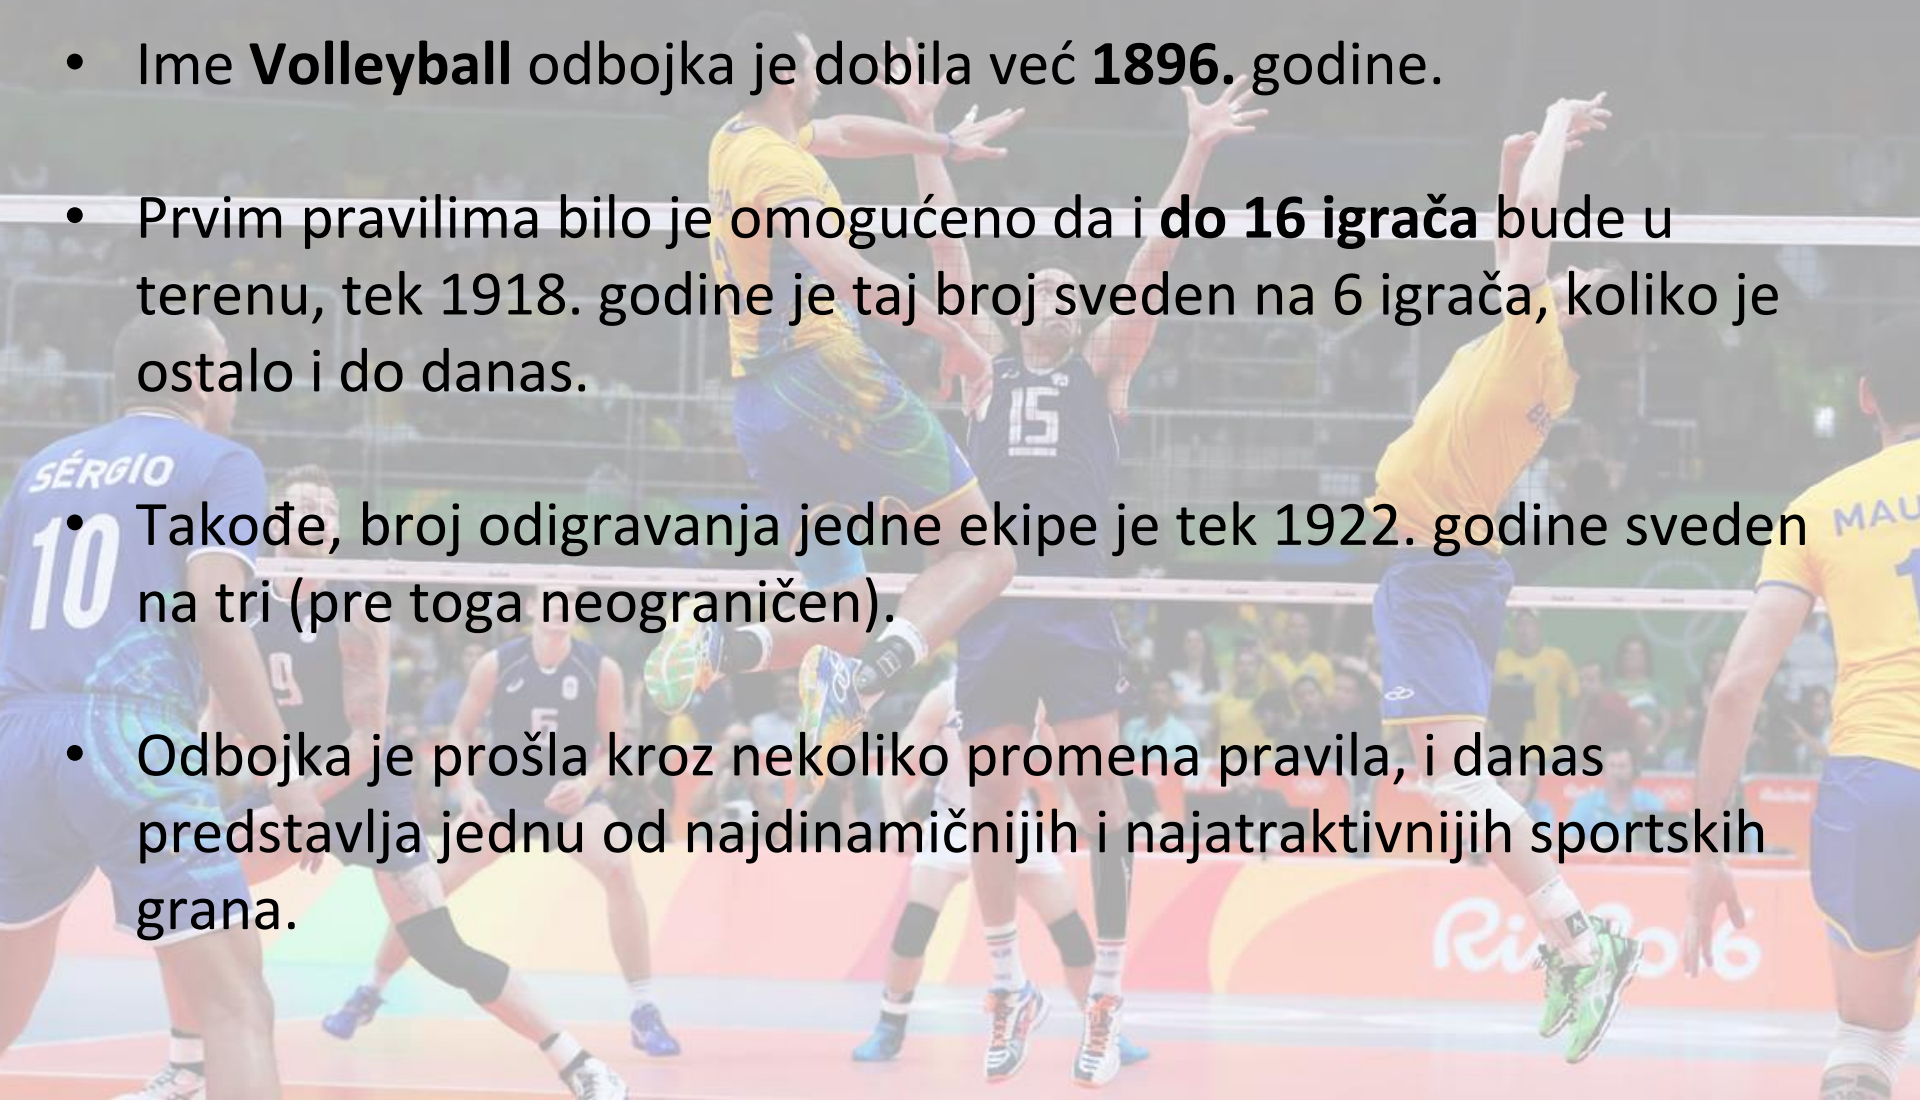 • Ime Volleyball odbojka je dobila već 1896. godine.
• Prvim pravilima bilo je omogućeno da i do 16 igrača bude u
terenu, tek 1918. godine je taj broj sveden na 6 igrača, koliko je
ostalo i do danas.
• Takođe, broj odigravanja jedne ekipe je tek 1922. godine sveden
na tri (pre toga neograničen).
• Odbojka je prošla kroz nekoliko promena pravila, i danas
predstavlja jednu od najdinamičnijih i najatraktivnijih sportskih
grana.
SÉRGIO
10
15
9
MAU